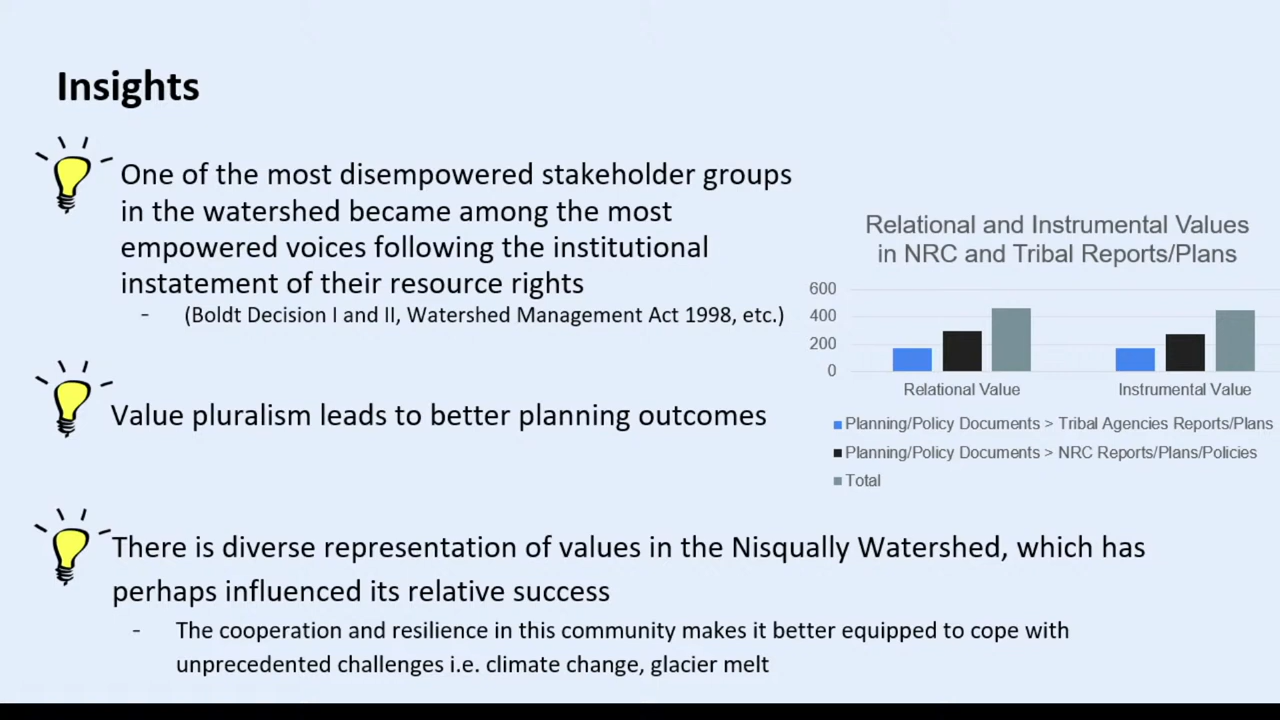 Insights
One of the most disempowered stakeholder groups
in the watershed became among the most
empowered voices following the institutional
instatement of their resource rights
- (Boldt Decision I and II, Watershed Management Act 1998, etc.)
Value pluralism leads to better planning outcomes
There is diverse representation of values in the Nisqually Watershed, which has
perhaps influenced its relative success
- The cooperation and resilience in this community makes it better equipped to cope with
unprecedented challenges i.e. climate change, glacier melt
Relational and Instrumental Values
in NRC and Tribal Reports/Plans
600
400
200
0
Relational Value Instrumental Value
Planning/Policy Documents > Tribal Agencies Reports/Plans
Planning/Policy Documents > NRC Reports/Plans/Policies
Total